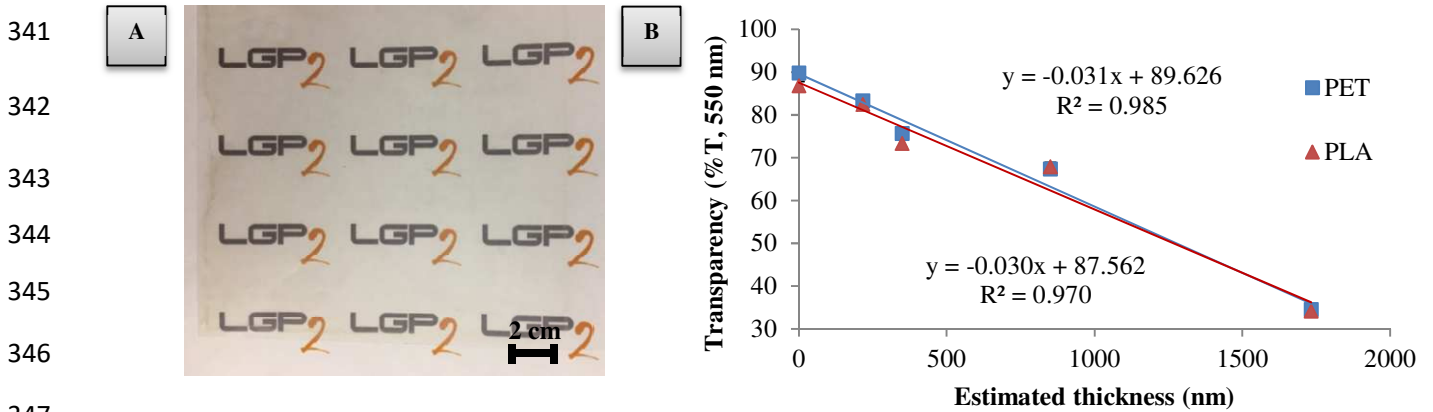 341
342
343
344
345
346
A
LGP2 LGP2 LGP2
LGP2 LGP2 LGP2
LGP2 LGP2 LGP2
LGP2 LGP2 LGP2
2 cm
B
Transparency (%T, 550 nm)
100
90
80
70
60
50
40
30
y = -0.031x + 89.626
R² = 0.985
y = -0.030x + 87.562
R² = 0.970
PET
PLA
0 500 1000 1500 2000
Estimated thickness (nm)